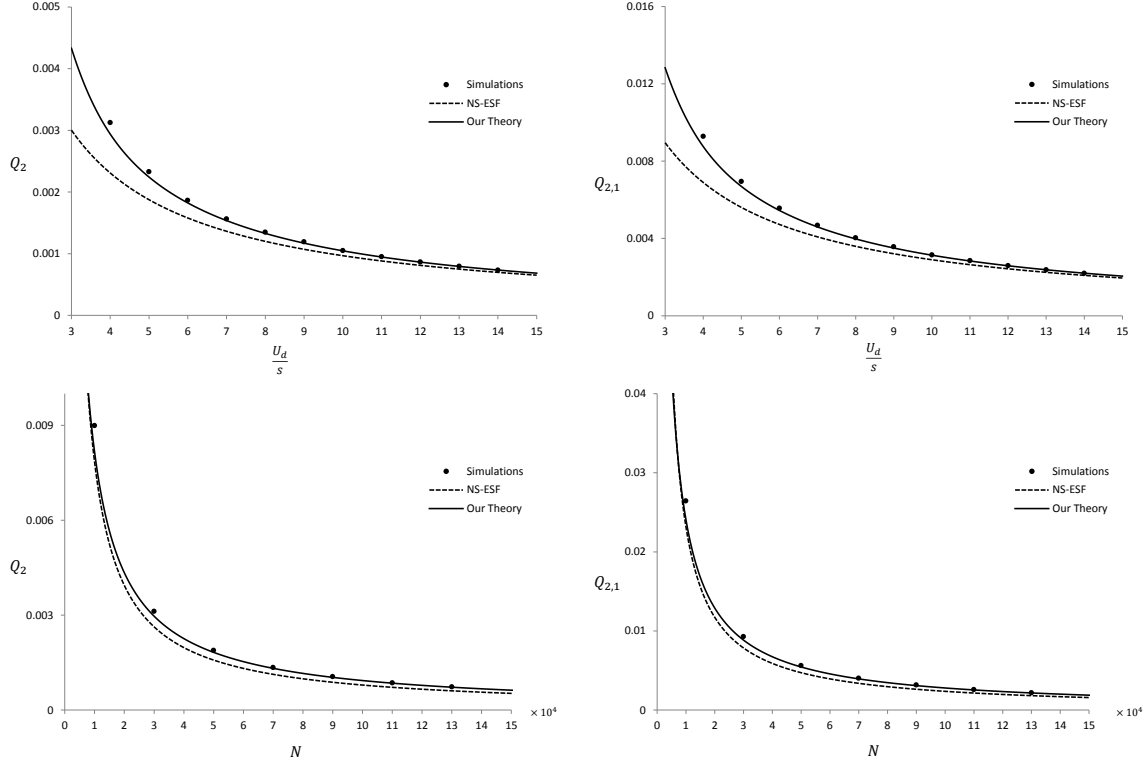 0.005
0.004
0.003
0.002
0.001
0
Q2
3 4 5 6 7 8 9 10 11 12 13 14 15
Ud
s
Simulations
NS-ESF
Our Theory
0.016
0.012
0.008
0.004
0
Q2,1
3 4 5 6 7 8 9 10 11 12 13 14 15
Ud
s
Simulations
NS-ESF
Our Theory
0.009
0.006
0.003
0
Q2
0 1 2 3 4 5 6 7 8 9 10 11 12 13 14 15
× 10⁴
N
Simulations
NS-ESF
Our Theory
0.04
0.03
0.02
0.01
0
Q2,1
0 1 2 3 4 5 6 7 8 9 10 11 12 13 14 15
× 10⁴
N
Simulations
NS-ESF
Our Theory